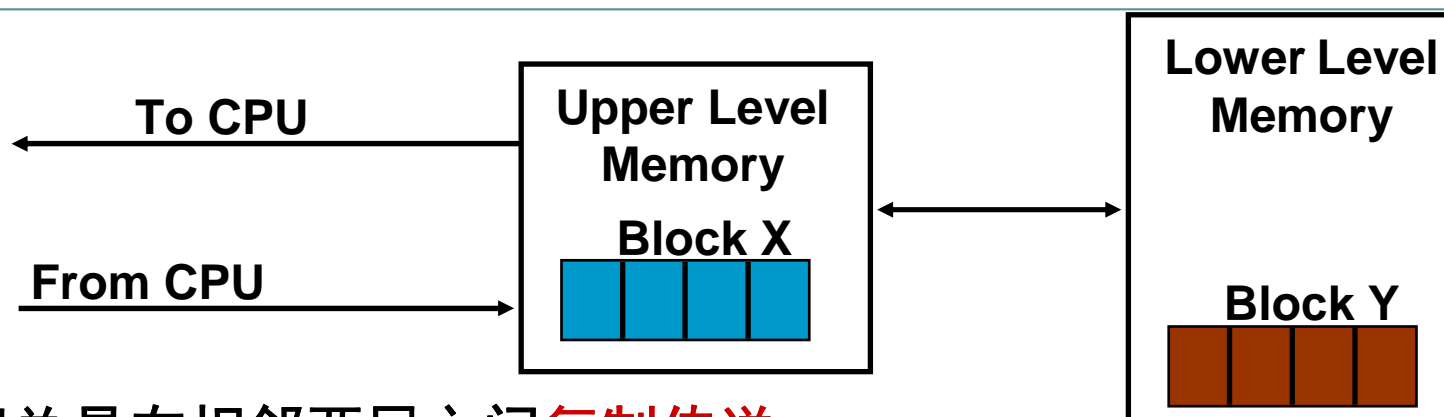 To CPU
From CPU
Upper Level
Memory
Block X
Lower Level
Memory
Block Y